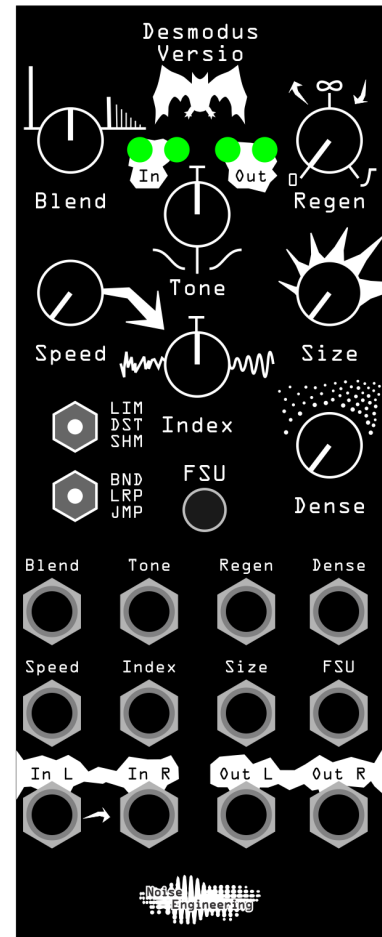 Desmodus
Versio
In
Out
Blend
Regen
Tone
Speed
Size
LIM
DST
SHM
Index
BND
LRP
JMP
FSU
Dense
Blend Tone Regen Dense
Speed Index Size FSU
In L In R Out L Out R
Noise
Engineering